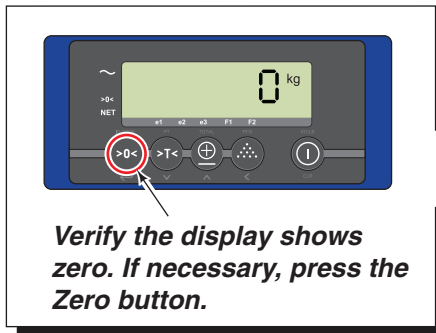 0 kg
>0<
NET
e1 e2 e3 F1 F2
>0< >T<
Verify the display shows
zero. If necessary, press the
Zero button.